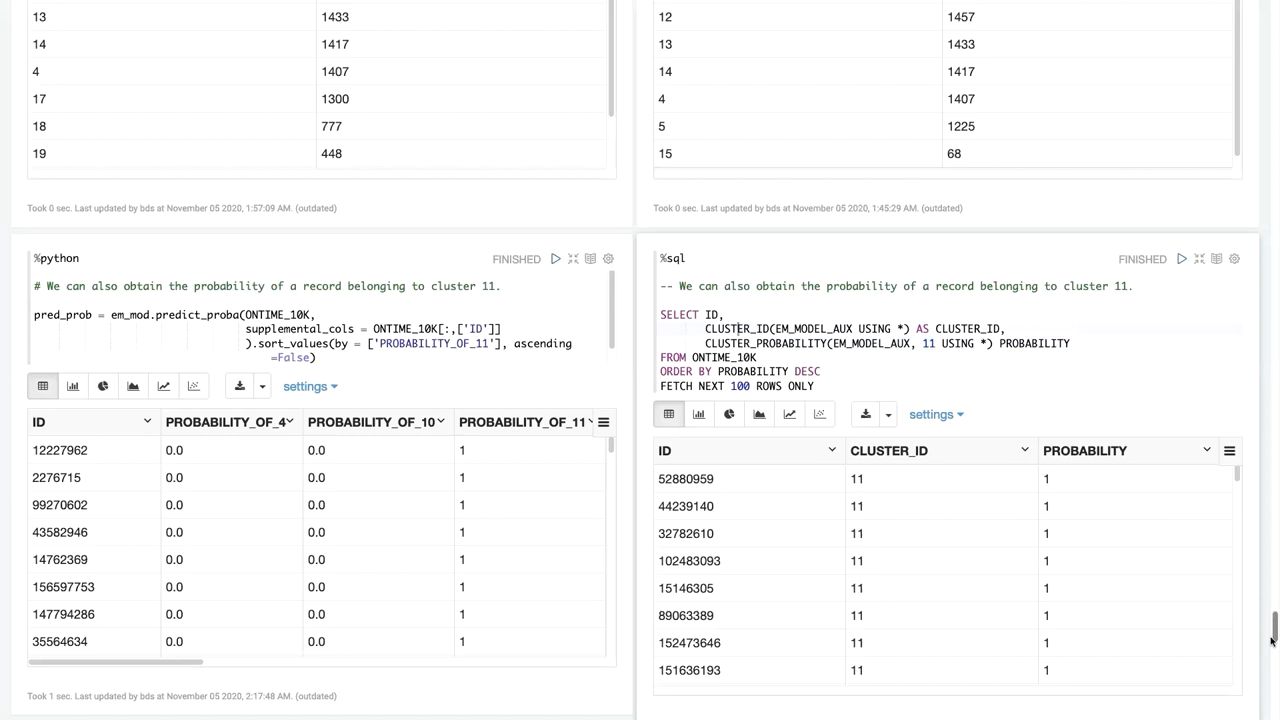 13 1433
14 1417
4 1407
17 1300
18 777
19 448
Took 0 sec. Last updated by bds at November 05 2020, 1:57:09 AM. (outdated)
12 1457
13 1433
14 1417
4 1407
5 1225
15 68
Took 0 sec. Last updated by bds at November 05 2020, 1:45:29 AM. (outdated)
%python
FINISHED
# We can also obtain the probability of a record belonging to cluster 11.
pred_prob = em_mod.predict_proba(ONTIME_10K,
supplemental_cols = ONTIME_10K[:,['ID']]
).sort_values(by = ['PROBABILITY_OF_11'], ascending
=False)
settings
ID PROBABILITY_OF_4 PROBABILITY_OF_10 PROBABILITY_OF_11
12227962 0.0 0.0 1
2276715 0.0 0.0 1
99270602 0.0 0.0 1
43582946 0.0 0.0 1
14762369 0.0 0.0 1
156597753 0.0 0.0 1
147794286 0.0 0.0 1
35564634 0.0 0.0 1
Took 1 sec. Last updated by bds at November 05 2020, 2:17:48 AM. (outdated)
%sql
FINISHED
-- We can also obtain the probability of a record belonging to cluster 11.
SELECT ID,
CLUSTER_ID(EM_MODEL_AUX USING *) AS CLUSTER_ID,
CLUSTER_PROBABILITY(EM_MODEL_AUX, 11 USING *) PROBABILITY
FROM ONTIME_10K
ORDER BY PROBABILITY DESC
FETCH NEXT 100 ROWS ONLY
settings
ID CLUSTER_ID PROBABILITY
52880959 11 1
44239140 11 1
32782610 11 1
102483093 11 1
15146305 11 1
89063389 11 1
152473646 11 1
151636193 11 1